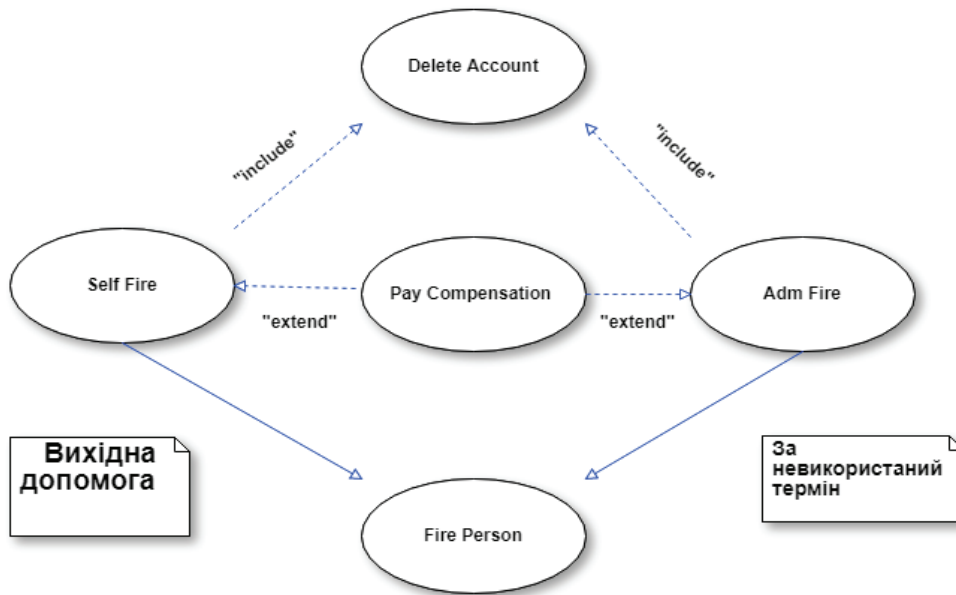 Delete Account
"include"
"include"
Self Fire
Pay Compensation
Adm Fire
"extend"
"extend"
Вихідна
допомога
За
невикористаний
термін
Fire Person